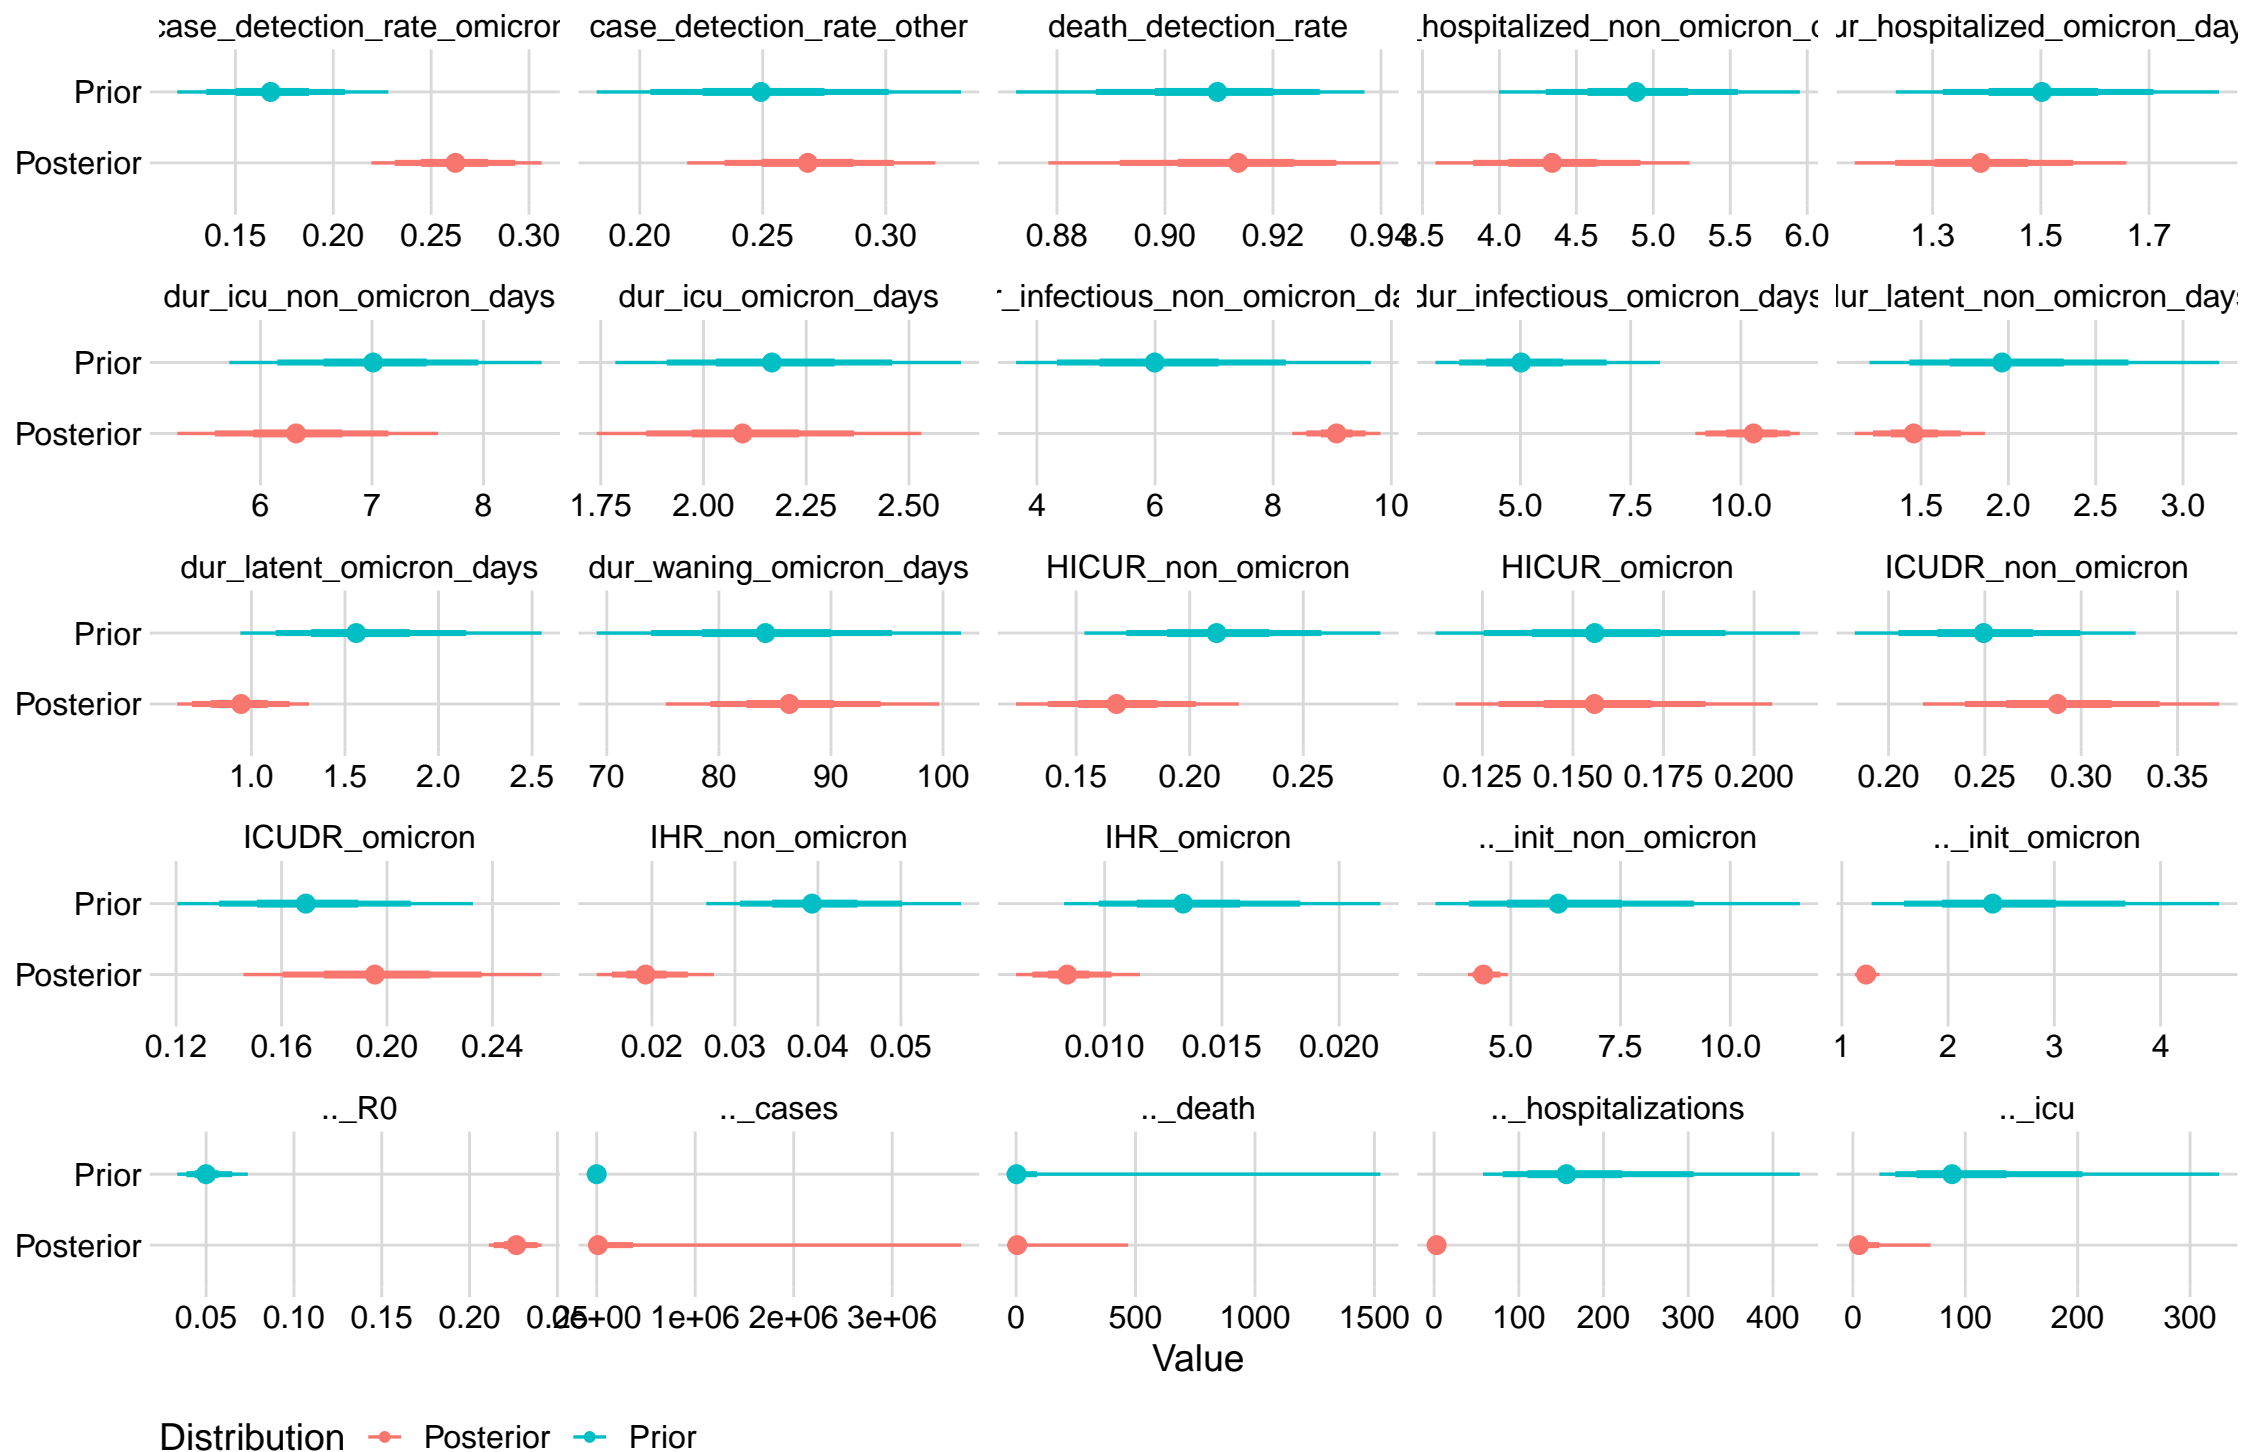 case_detection_rate_omicron case_detection_rate_other death_detection_rate _hospitalized_non_omicron_d ur_hospitalized_omicron_day
Prior
Posterior
0.15 0.20 0.25 0.30 0.20 0.25 0.30 0.88 0.90 0.92 0.94 3.5 4.0 4.5 5.0 5.5 6.0 1.3 1.5 1.7
dur_icu_non_omicron_days dur_icu_omicron_days r_infectious_non_omicron_da dur_infectious_omicron_days dur_latent_non_omicron_days
Prior
Posterior
6 7 8 1.75 2.00 2.25 2.50 4 6 8 10 5.0 7.5 10.0 1.5 2.0 2.5 3.0
dur_latent_omicron_days dur_waning_omicron_days HICUR_non_omicron HICUR_omicron ICUDR_non_omicron
Prior
Posterior
1.0 1.5 2.0 2.5 70 80 90 100 0.15 0.20 0.25 0.125 0.150 0.175 0.200 0.20 0.25 0.30 0.35
ICUDR_omicron IHR_non_omicron IHR_omicron .._init_non_omicron .._init_omicron
Prior
Posterior
0.12 0.16 0.20 0.24 0.02 0.03 0.04 0.05 0.010 0.015 0.020 5.0 7.5 10.0 1 2 3 4
.._R0 .._cases .._death .._hospitalizations .._icu
Prior
Posterior
0.05 0.10 0.15 0.20 0.25 0e+00 1e+06 2e+06 3e+06 0 500 1000 1500 0 100 200 300 400 0 100 200 300
Value
Distribution Posterior Prior